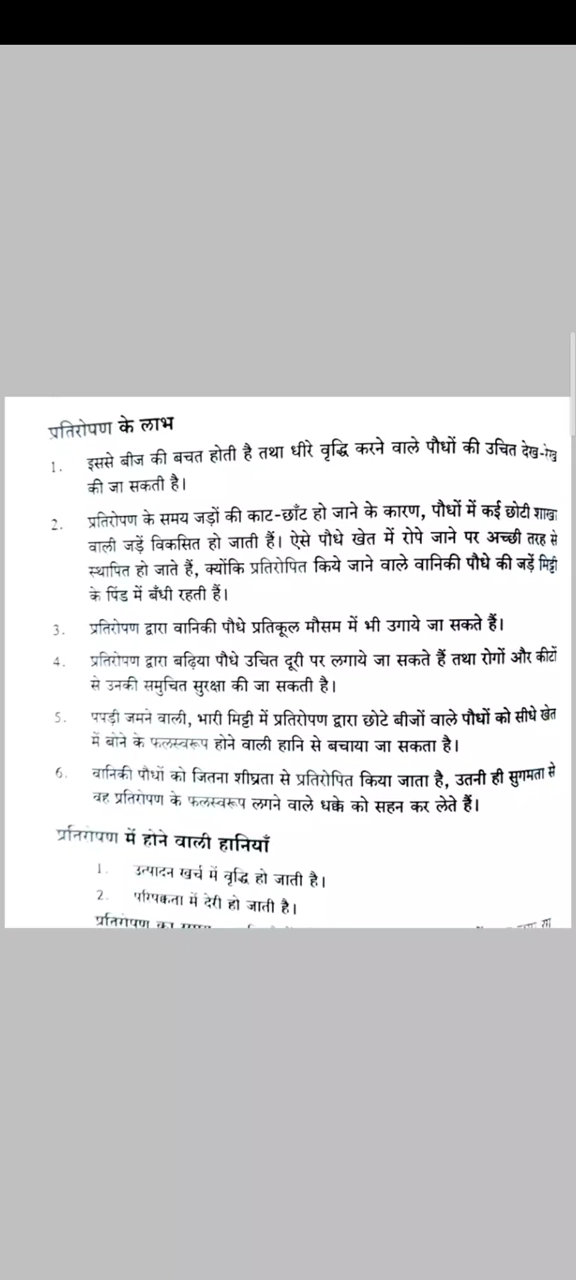 प्रतिरोपण के लाभ
1. इससे बीज की बचत होती है तथा धीरे वृद्धि करने वाले पौधों की उचित देख-रेख
की जा सकती है।
2. प्रतिरोपण के समय जड़ों की काट-छाँट हो जाने के कारण, पौधों में कई छोटी शाखा
वाली जड़ें विकसित हो जाती हैं। ऐसे पौधे खेत में रोपे जाने पर अच्छी तरह से
स्थापित हो जाते हैं, क्योंकि प्रतिरोपित किये जाने वाले वानिकी पौधे की जड़ें मिट्टी
के पिंड में बँधी रहती हैं।
3. प्रतिरोपण द्वारा वानिकी पौधे प्रतिकूल मौसम में भी उगाये जा सकते हैं।
4. प्रतिरोपण द्वारा बढ़िया पौधे उचित दूरी पर लगाये जा सकते हैं तथा रोगों और कीटों
से उनकी समुचित सुरक्षा की जा सकती है।
5. पपड़ी जमने वाली, भारी मिट्टी में प्रतिरोपण द्वारा छोटे बीजों वाले पौधों को सीधे खेत
में बोने के फलस्वरूप होने वाली हानि से बचाया जा सकता है।
6. वानिकी पौधों को जितना शीघ्रता से प्रतिरोपित किया जाता है, उतनी ही सुगमता से
वह प्रतिरोपण के फलस्वरूप लगने वाले धक्के को सहन कर लेते हैं।
प्रतिरोपण में होने वाली हानियाँ
1. उत्पादन खर्च में वृद्धि हो जाती है।
2. परिपक्वता में देरी हो जाती है।
प्रतिरोपण का समय